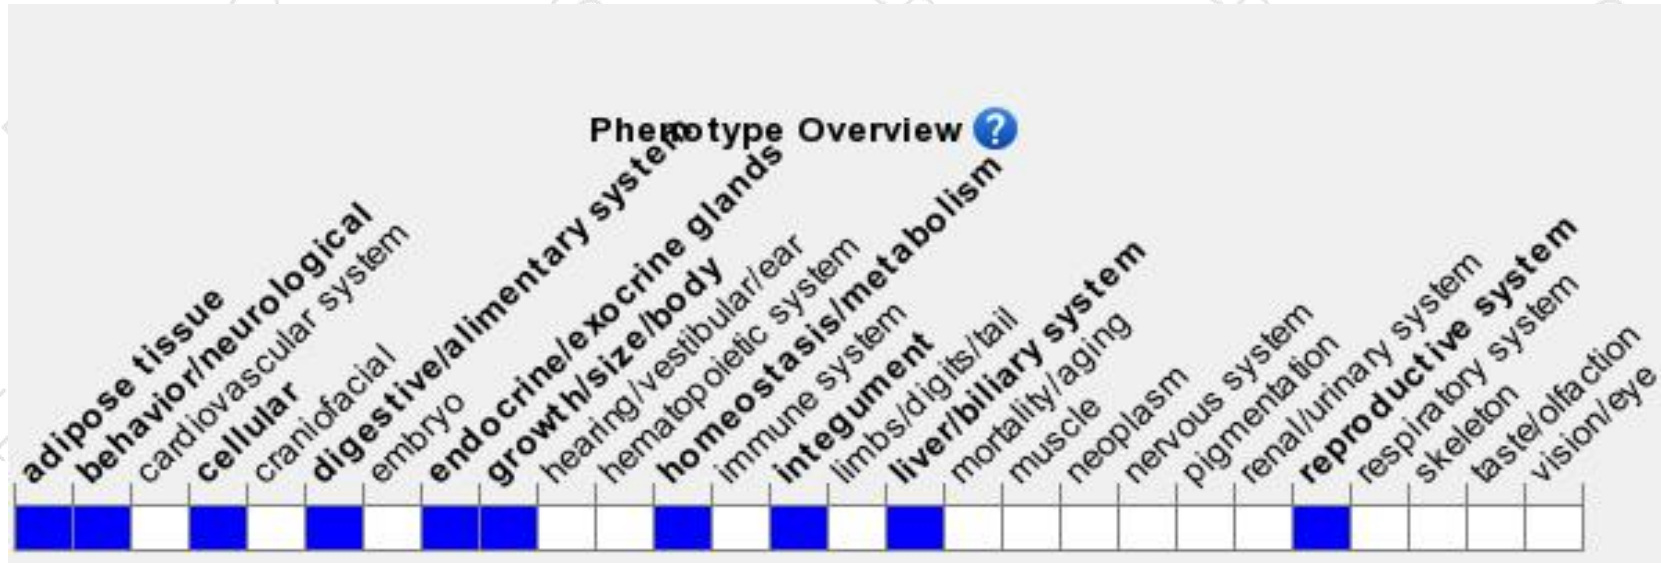 Phenotype Overview ?
adipose tissue
behavior/neurological
cardiovascular system
cellular
craniofacial
digestive/alimentary system
embryo
endocrine/exocrine glands
growth/size/body
hearing/vestibular/ear
hematopoietic system
homeostasis/metabolism
immune system
integument
limbs/digits/tail
liver/biliary system
mortality/aging
muscle
neoplasm
nervous system
pigmentation
renal/urinary system
reproductive system
respiratory system
skeleton
taste/olfaction
vision/eye